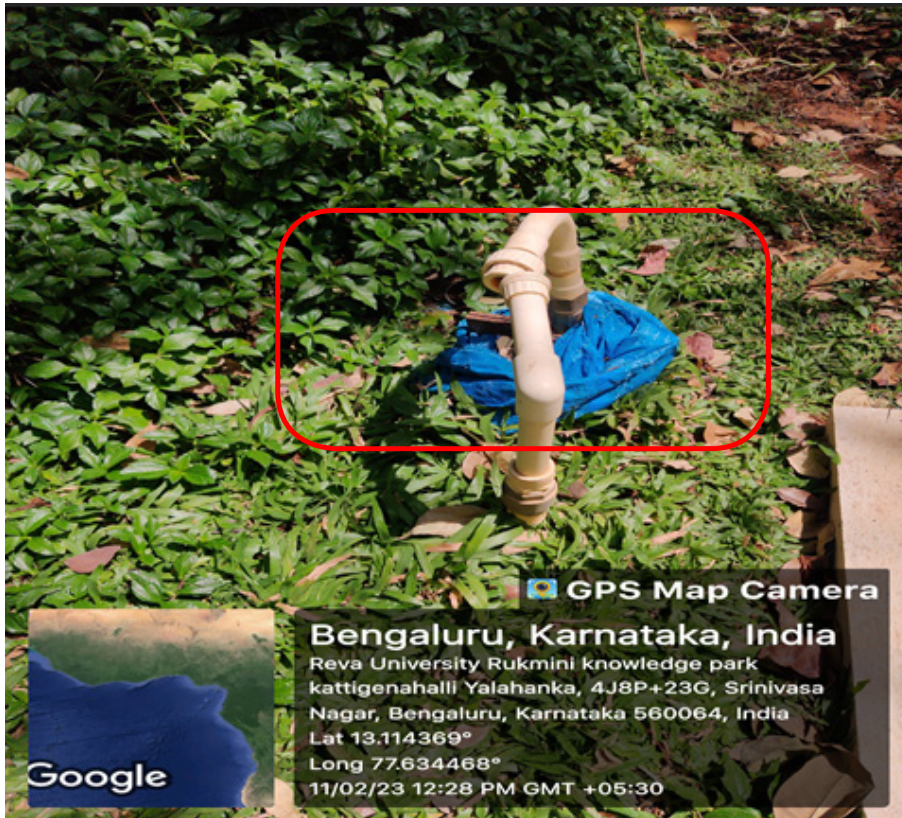 GPS Map Camera
Bengaluru, Karnataka, India
Reva University Rukmini knowledge park
kattigenahalli Yalahanka, 4J8P+23G, Srinivasa
Nagar, Bengaluru, Karnataka 560064, India
Lat 13.114369°
Long 77.634468°
11/02/23 12:28 PM GMT +05:30
Google